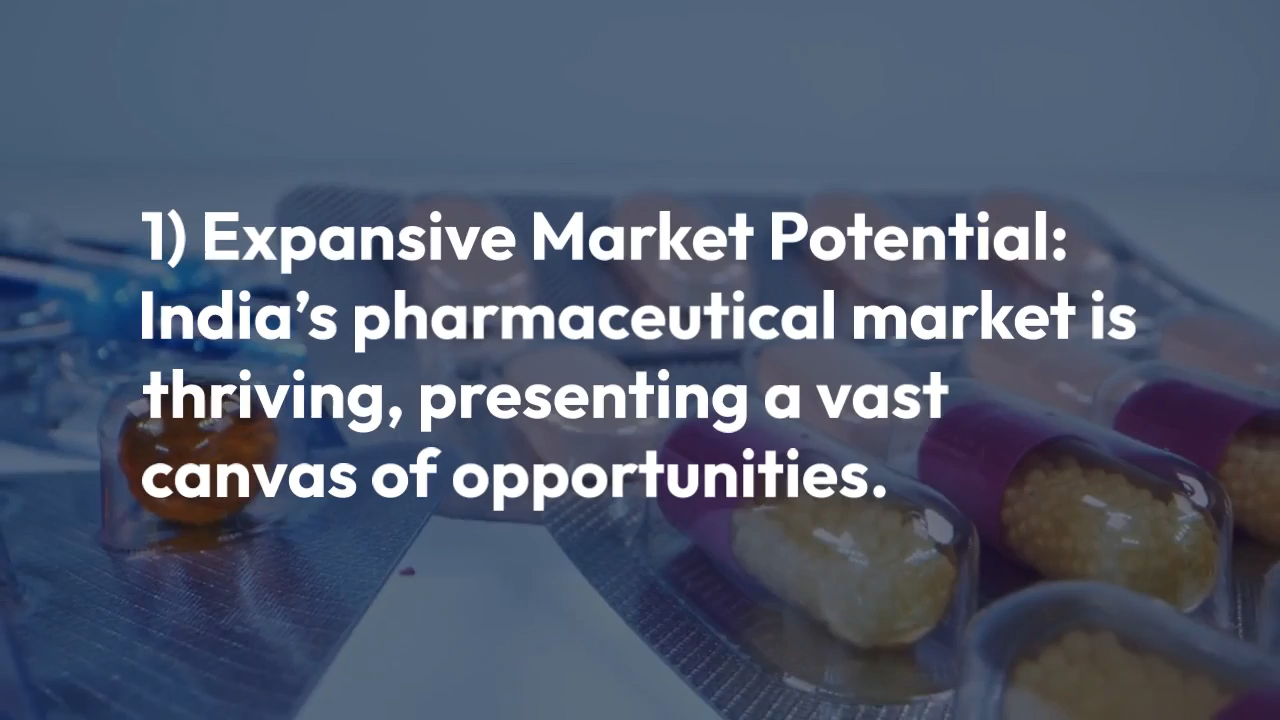 1) Expansive Market Potential:
India’s pharmaceutical market is
thriving, presenting a vast
canvas of opportunities.